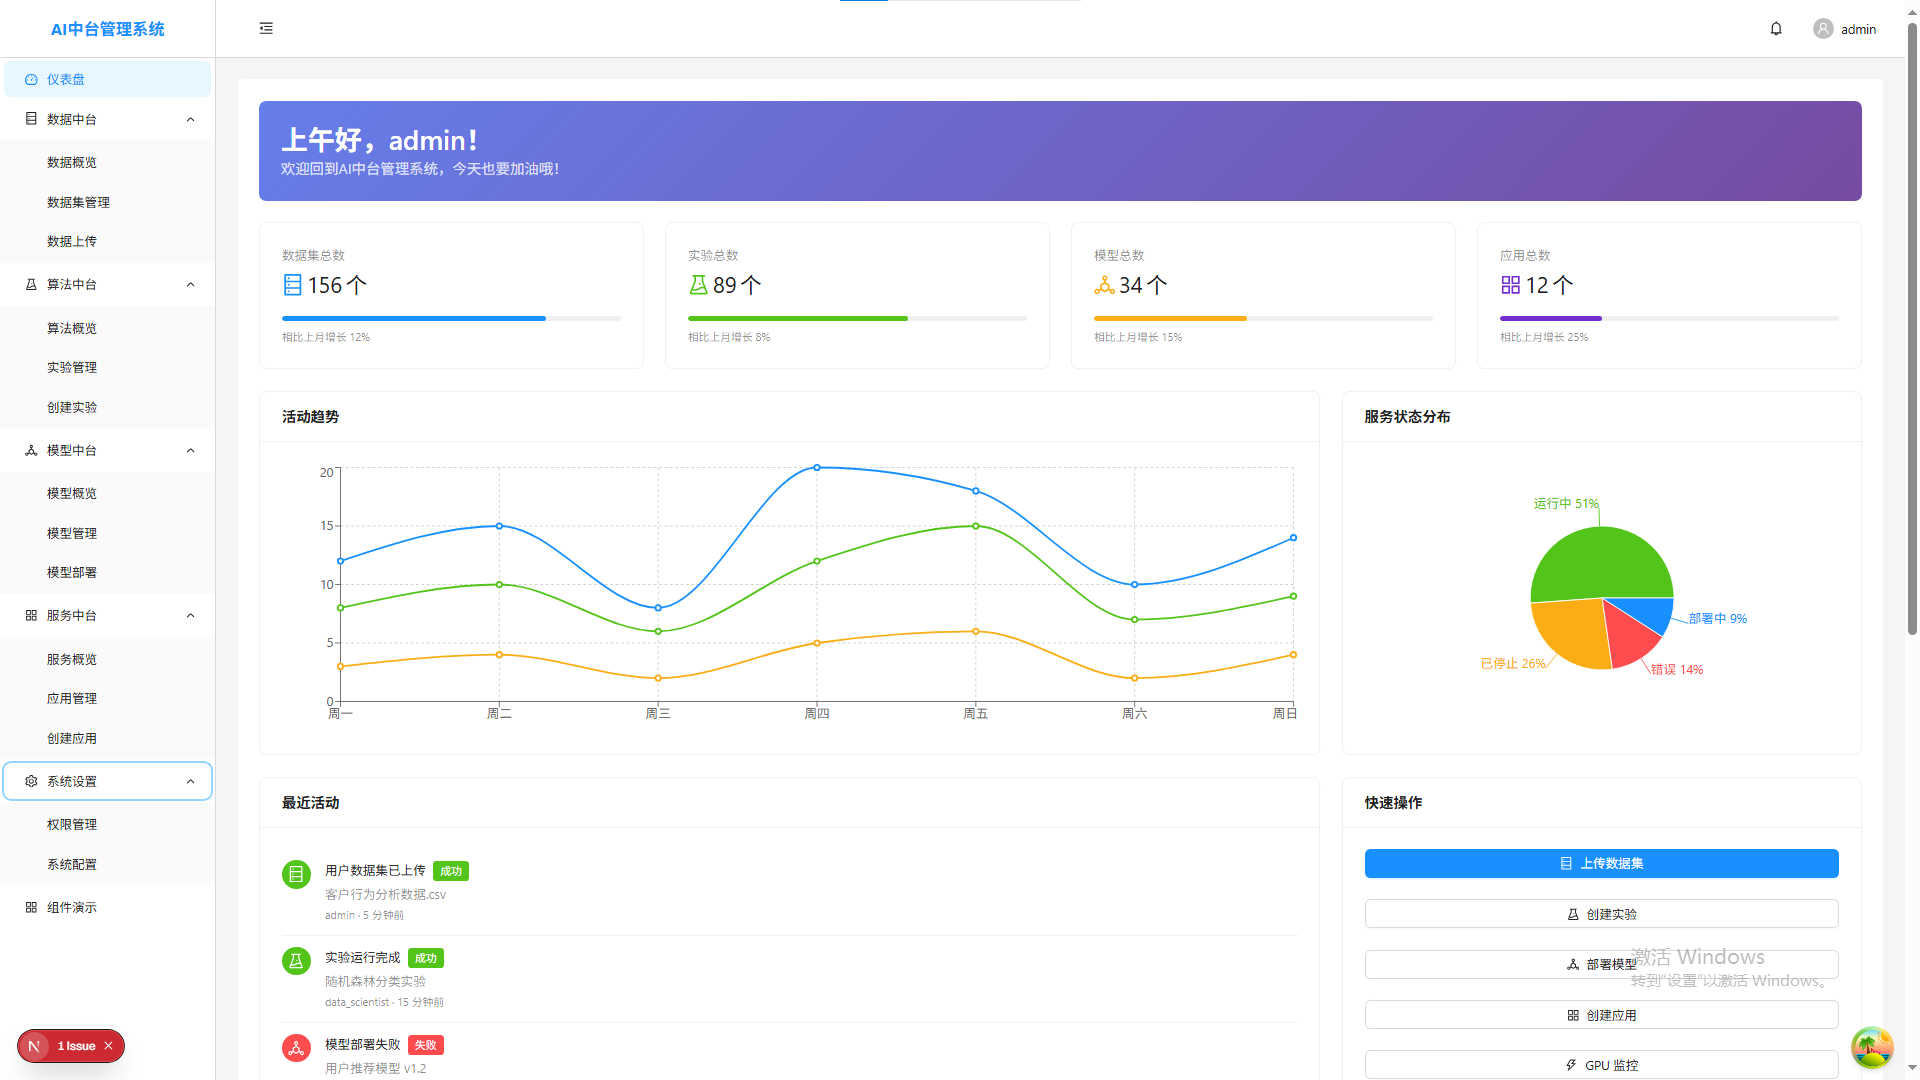 AI中台管理系统
admin
仪表盘
数据中台
数据概览
数据集管理
数据上传
算法中台
算法概览
实验管理
创建实验
模型中台
模型概览
模型管理
模型部署
服务中台
服务概览
应用管理
创建应用
系统设置
权限管理
系统配置
组件演示
1 Issue
上午好，admin！
欢迎回到AI中台管理系统，今天也要加油哦！
数据集总数
156 个
相比上月增长 12%
实验总数
89 个
相比上月增长 8%
模型总数
34 个
相比上月增长 15%
应用总数
12 个
相比上月增长 25%
活动趋势
20
15
10
5
0
周一 周二 周三 周四 周五 周六 周日
服务状态分布
运行中 51%
部署中 9%
已停止 26%
错误 14%
最近活动
用户数据集已上传 成功
客户行为分析数据.csv
admin · 5 分钟前
实验运行完成 成功
随机森林分类实验
data_scientist · 15 分钟前
模型部署失败 失败
用户推荐模型 v1.2
快速操作
上传数据集
创建实验
部署模型
创建应用
GPU 监控
激活 Windows
转到“设置”以激活 Windows。